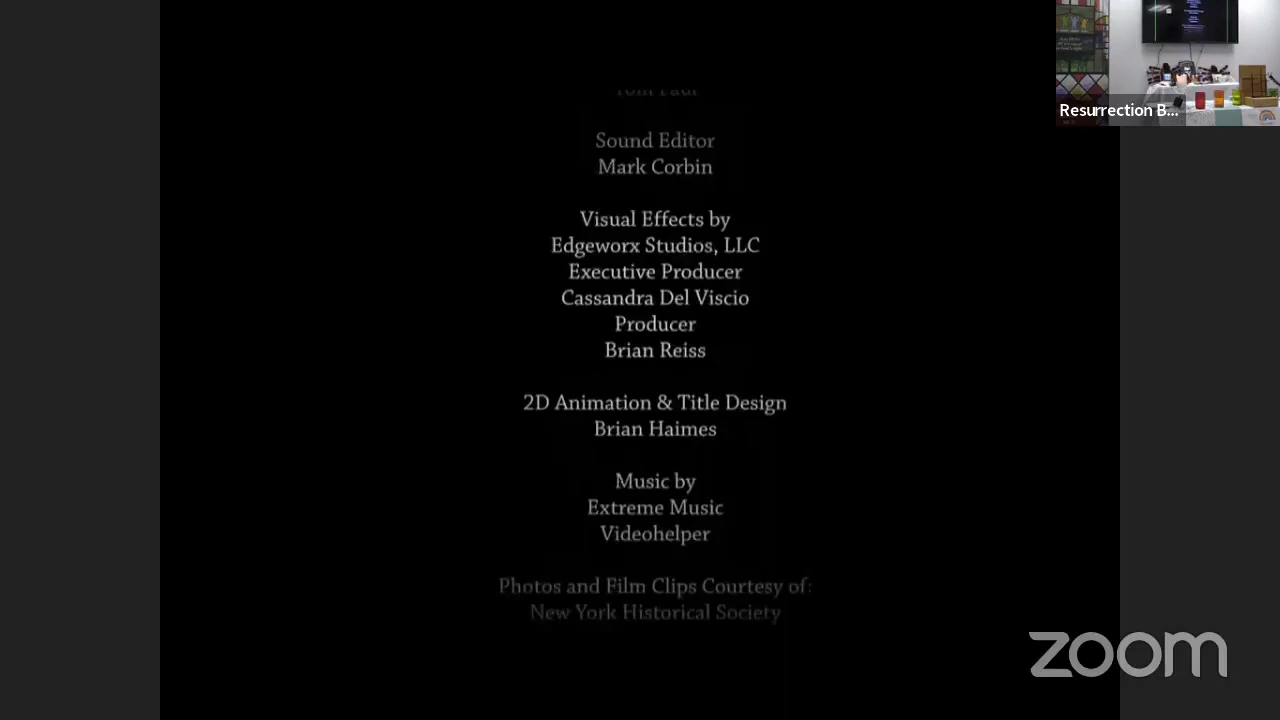 Tom Paul
Sound Editor
Mark Corbin
Visual Effects by
Edgeworx Studios, LLC
Executive Producer
Cassandra Del Viscio
Producer
Brian Reiss
2D Animation & Title Design
Brian Haimes
Music by
Extreme Music
Videohelper
Photos and Film Clips Courtesy of:
New York Historical Society
Resurrection B...
zoom